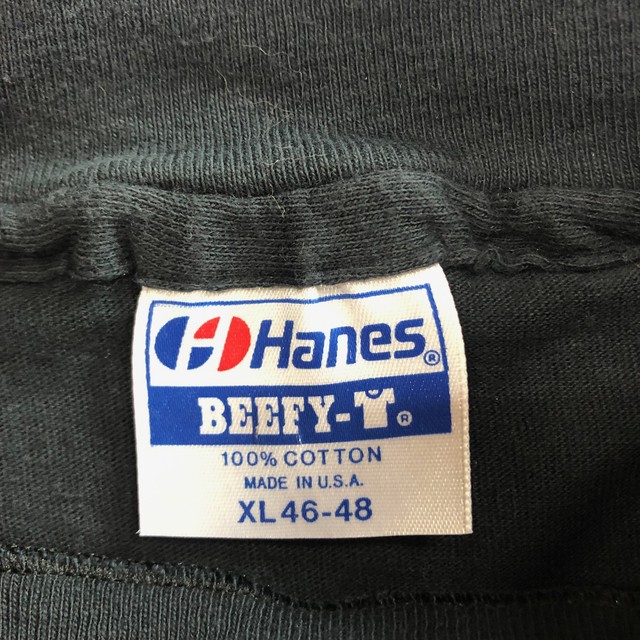 Hanes®
BEEFY-T®
100% COTTON
MADE IN U.S.A.
XL 46-48